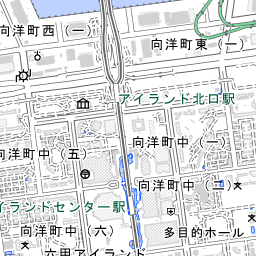 向洋町西（一）
向洋町東（一）
アイランド北口駅
向洋町中（一）
向洋町中（五）
向洋町中（二）
イランドセンター駅
向洋町中（六）
多目的ホール
六甲アイランド